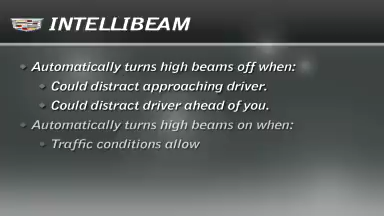 INTELLIBEAM
Automatically turns high beams off when:
Could distract approaching driver.
Could distract driver ahead of you.
Automatically turns high beams on when:
Traffic conditions allow